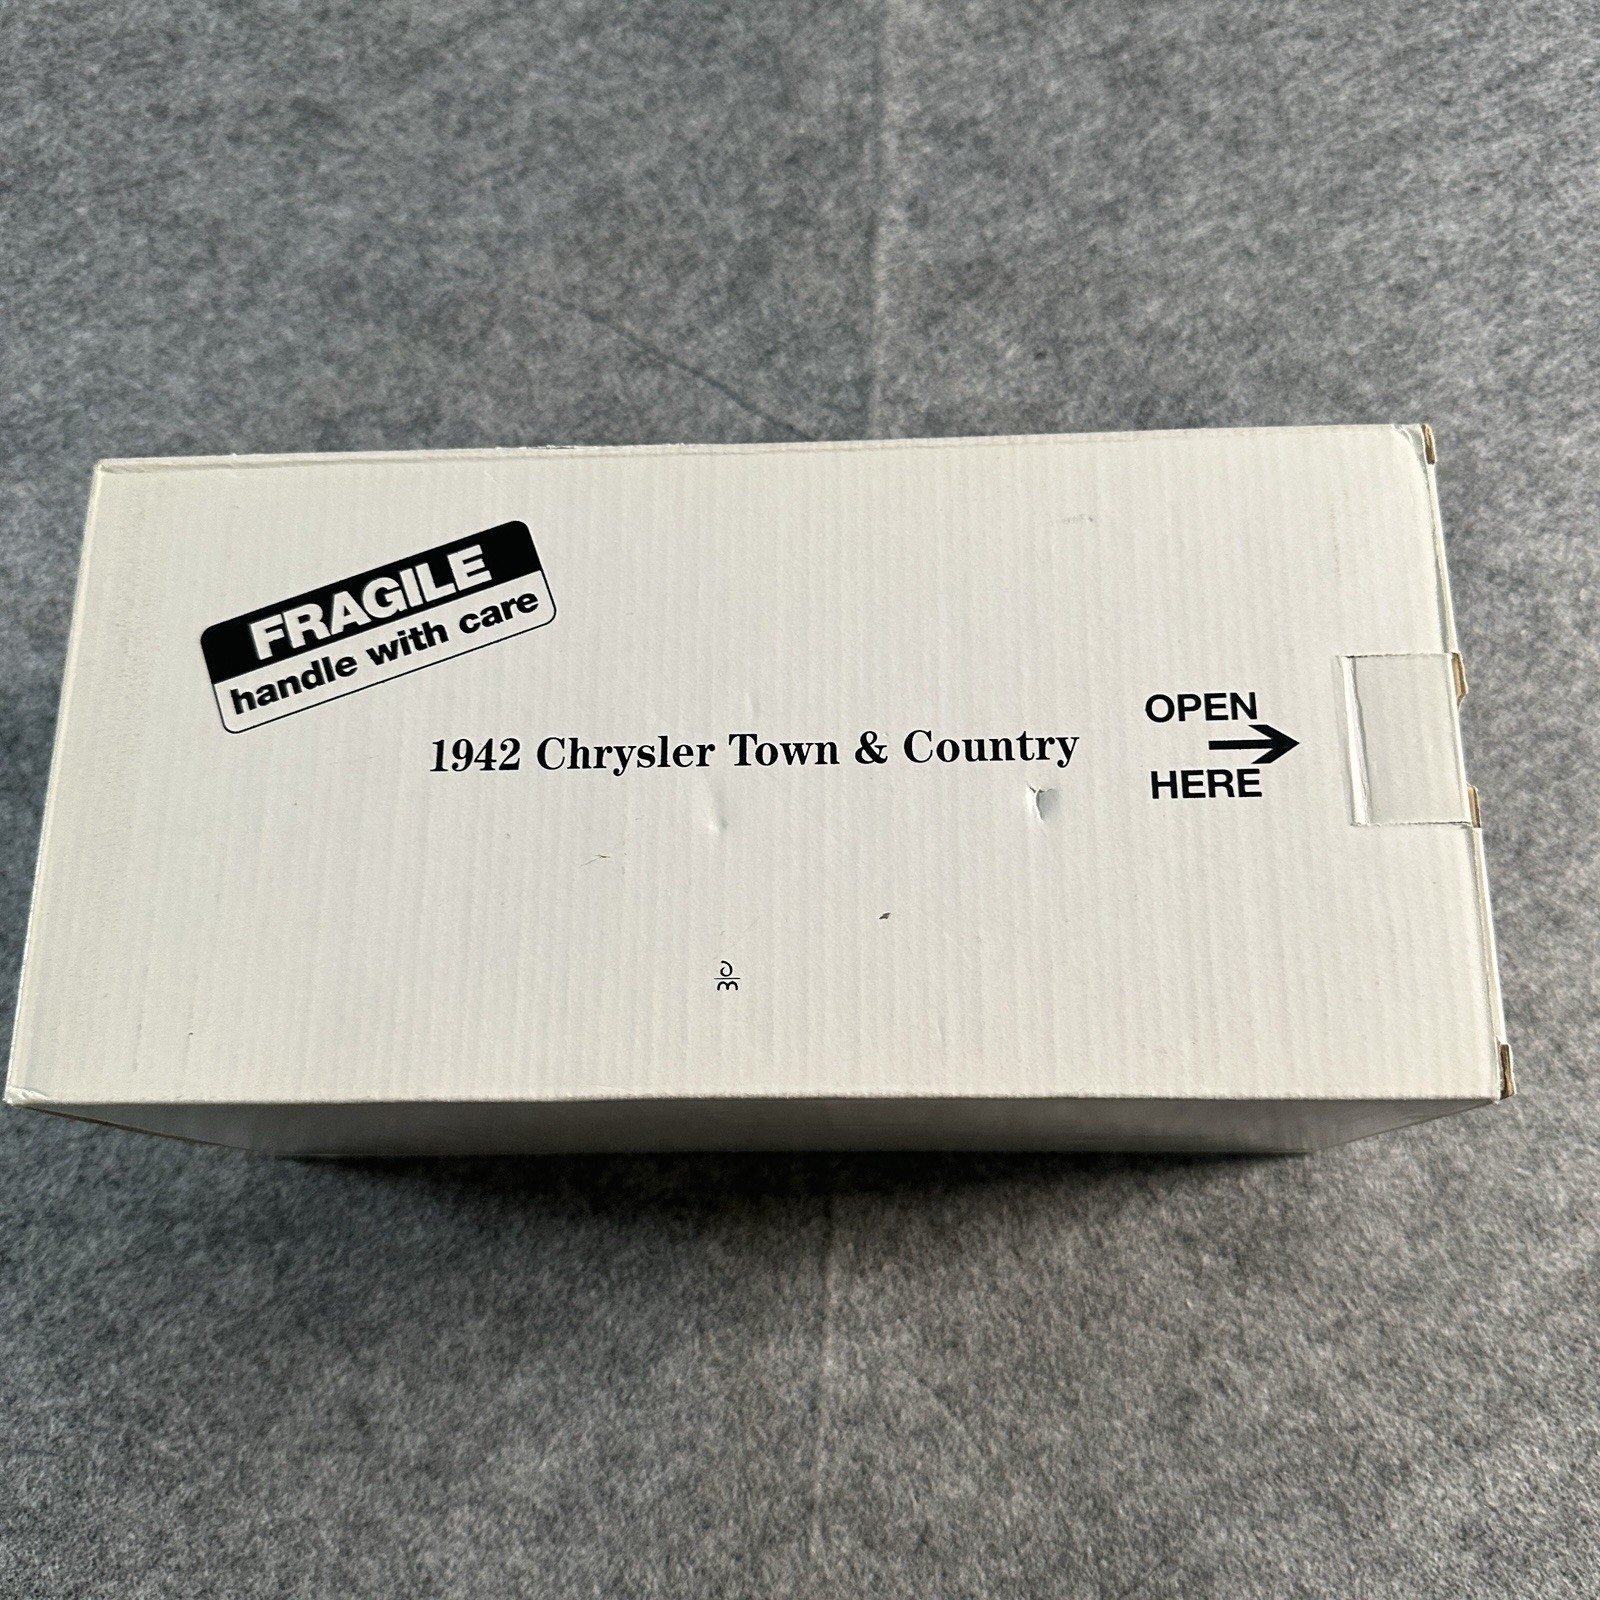 FRAGILE
handle with care
1942 Chrysler Town & Country
OPEN
HERE